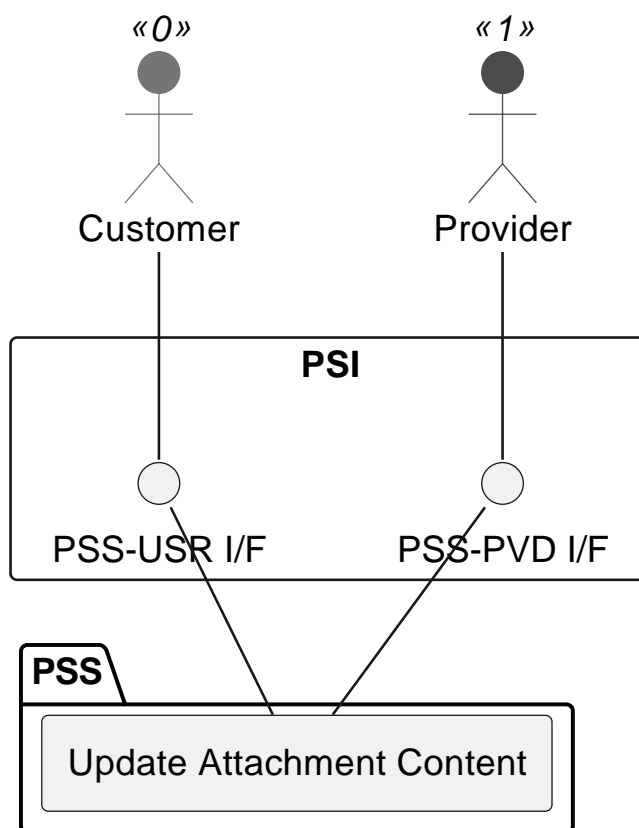 «0» «1»
Customer Provider
PSI
PSS-USR I/F PSS-PVD I/F
PSS
Update Attachment Content